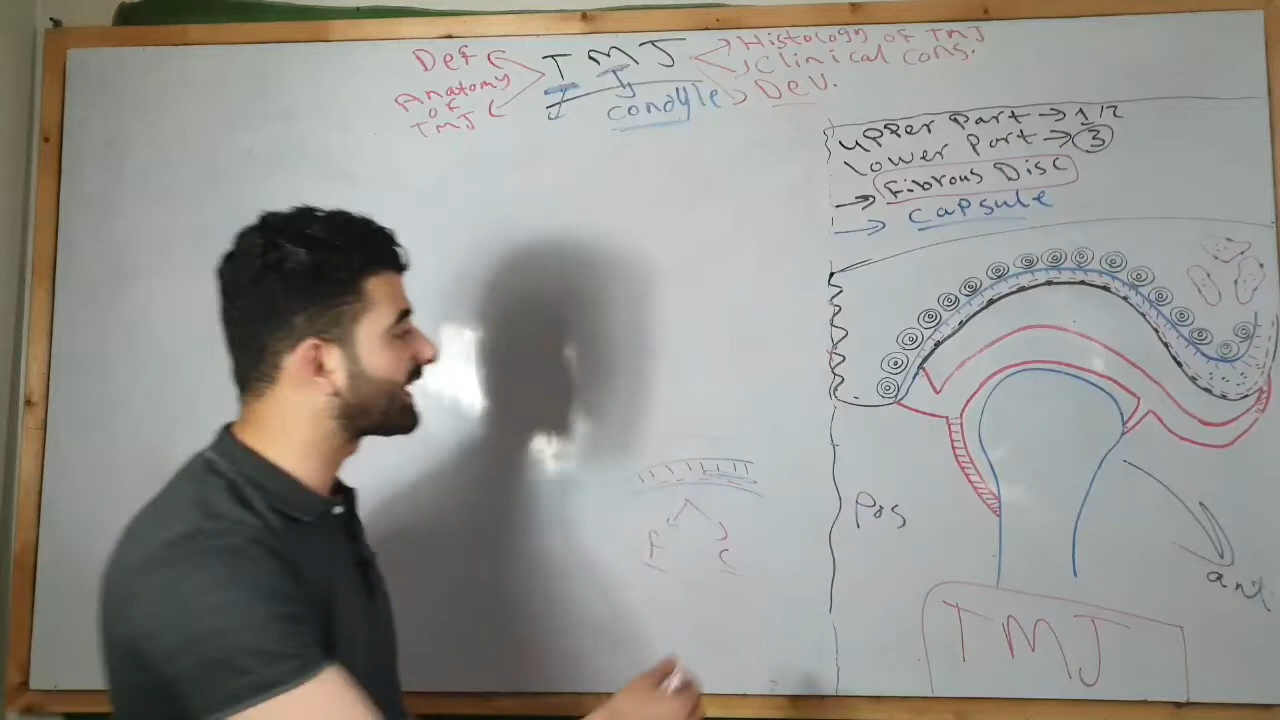 Def
Anatomy
of
TMJ
TMJ
condyle
Histology of TMJ
Clinical Cons.
Dev.
upper Part → 1/2
lower Part → 3
→ Fibrous Disc
→ capsule
F
C
Pos
ant
TMJ